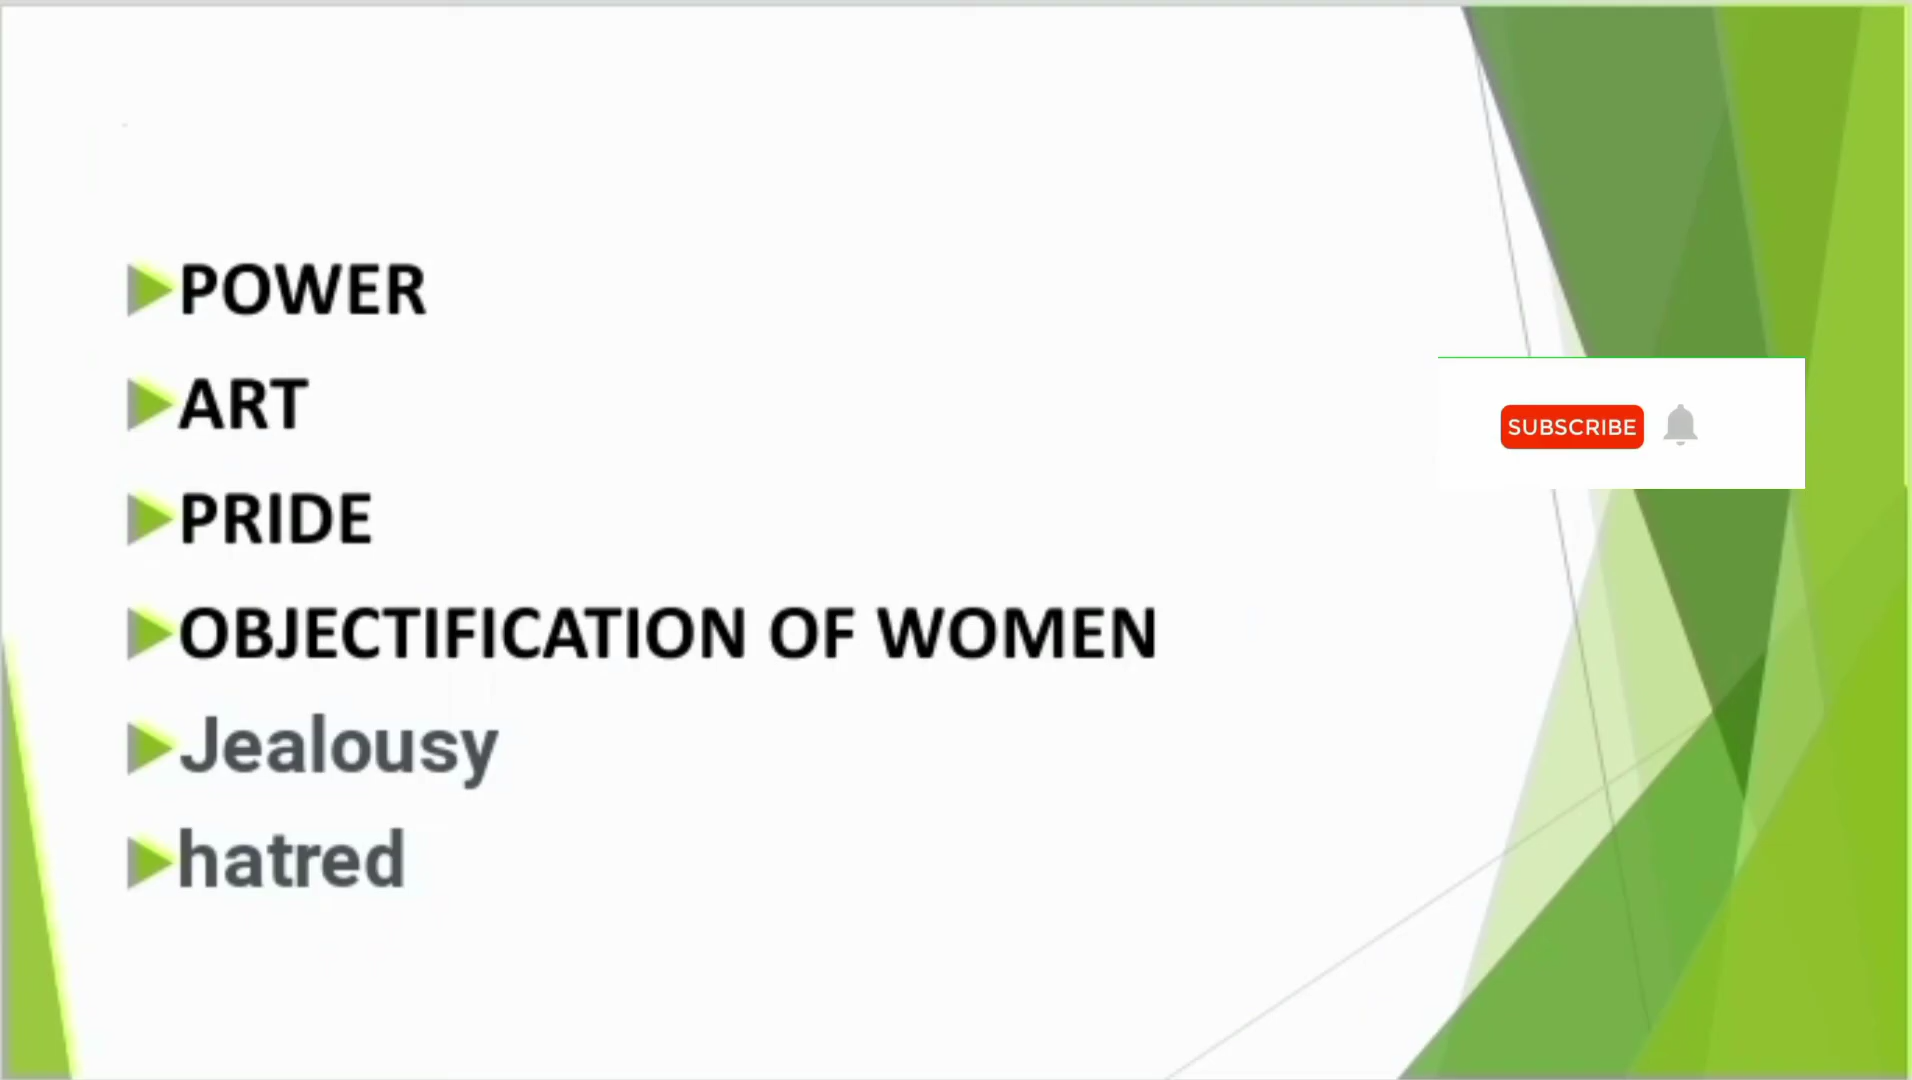 POWER
ART
PRIDE
OBJECTIFICATION OF WOMEN
Jealousy
hatred
SUBSCRIBE